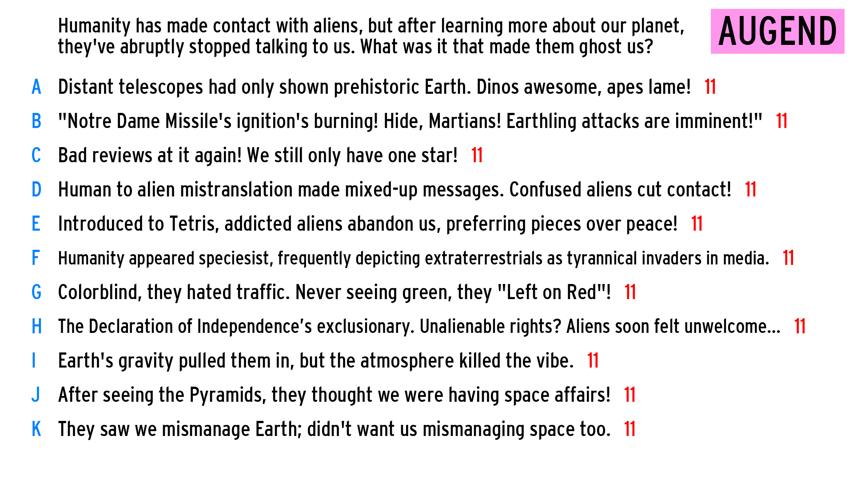 Humanity has made contact with aliens, but after learning more about our planet,
they've abruptly stopped talking to us. What was it that made them ghost us?
AUGEND
A Distant telescopes had only shown prehistoric Earth. Dinos awesome, apes lame! 11
B "Notre Dame Missile's ignition's burning! Hide, Martians! Earthling attacks are imminent!" 11
C Bad reviews at it again! We still only have one star! 11
D Human to alien mistranslation made mixed-up messages. Confused aliens cut contact! 11
E Introduced to Tetris, addicted aliens abandon us, preferring pieces over peace! 11
F Humanity appeared speciesist, frequently depicting extraterrestrials as tyrannical invaders in media. 11
G Colorblind, they hated traffic. Never seeing green, they "Left on Red"! 11
H The Declaration of Independence’s exclusionary. Unalienable rights? Aliens soon felt unwelcome... 11
I Earth's gravity pulled them in, but the atmosphere killed the vibe. 11
J After seeing the Pyramids, they thought we were having space affairs! 11
K They saw we mismanage Earth; didn't want us mismanaging space too. 11